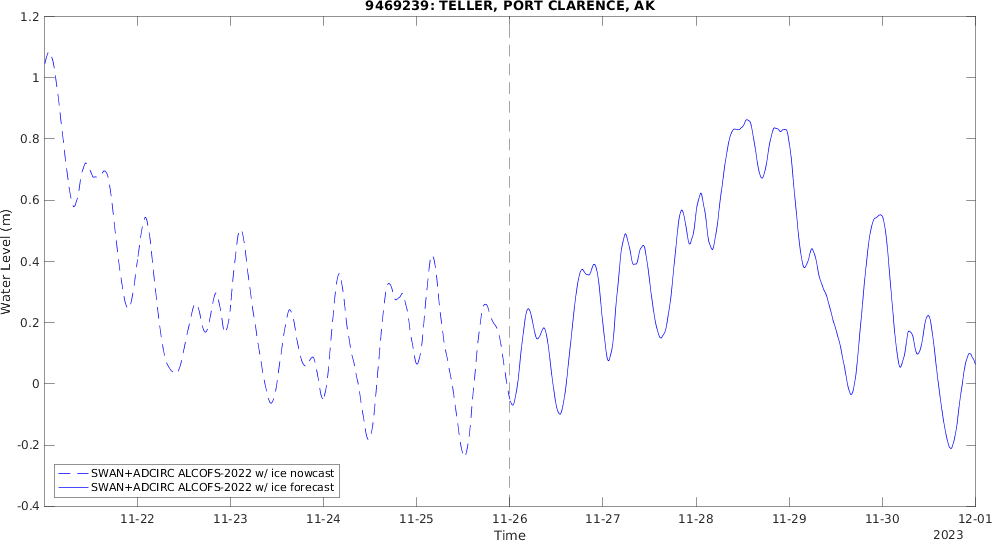 9469239: TELLER, PORT CLARENCE, AK
1.2
1
0.8
0.6
0.4
0.2
0
-0.2
-0.4
Water Level (m)
SWAN+ADCIRC ALCOFS-2022 w/ ice nowcast
SWAN+ADCIRC ALCOFS-2022 w/ ice forecast
11-22 11-23 11-24 11-25 11-26 11-27 11-28 11-29 11-30 12-01
Time
2023